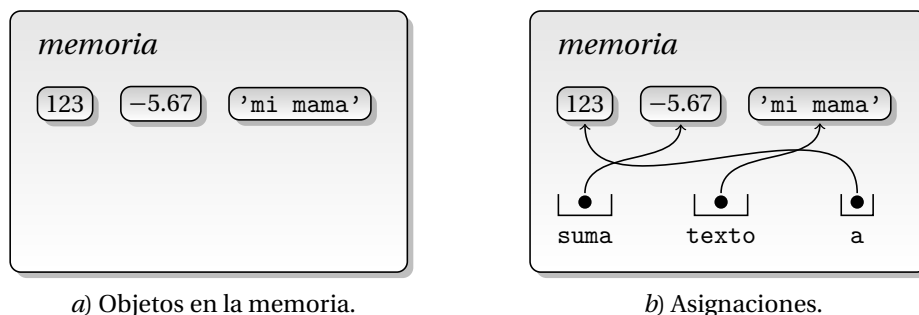 memoria
123 −5.67 'mi mama'
a) Objetos en la memoria.
memoria
123 −5.67 'mi mama'
suma texto a
b) Asignaciones.